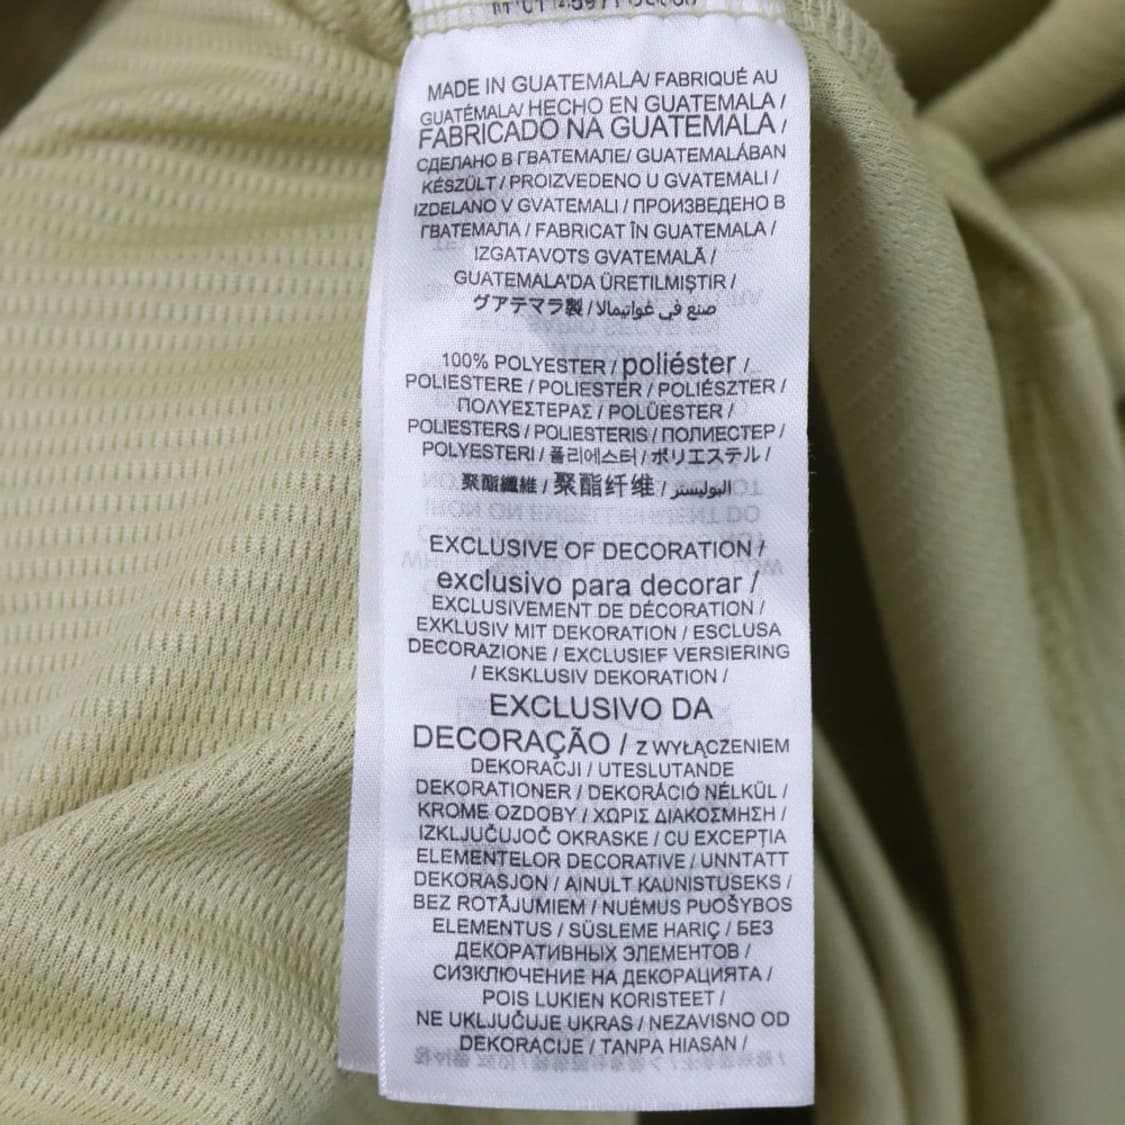 MADE IN GUATEMALA/ FABRIQUÉ AU
GUATÉMALA/ HECHO EN GUATEMALA /
FABRICADO NA GUATEMALA /
СДЕЛАНО В ГВАТЕМАЛЕ/ GUATEMALÁBAN
KÉSZÜLT / PROIZVEDENO U GVATEMALI /
IZDELANO V GVATEMALI / ПРОИЗВЕДЕНО В
ГВАТЕМАЛА / FABRICAT ÎN GUATEMALA /
IZGATAVOTS GVATEMALĀ /
GUATEMALA'DA ÜRETILMIŞTIR /
グアテマラ製 / صنع في غواتيمالا
100% POLYESTER / poliéster /
POLIESTERE / POLIESTER / POLIÉSZTER /
ΠΟΛΥΕΣΤΕΡΑΣ / POLÜESTER /
POLIESTERS / POLIESTERIS / ПОЛИЕСТЕР /
POLYESTERI / 폴리에스터 / ポリエステル /
聚酯纖維 / 聚酯纤维 / البوليستر
EXCLUSIVE OF DECORATION /
exclusivo para decorar /
EXCLUSIVEMENT DE DÉCORATION /
EXKLUSIV MIT DEKORATION / ESCLUSA
DECORAZIONE / EXCLUSIEF VERSIERING
/ EKSKLUSIV DEKORATION /
EXCLUSIVO DA
DECORAÇÃO / Z WYŁĄCZENIEM
DEKORACJI / UTESLUTANDE
DEKORATIONER / DEKORÁCIÓ NÉLKÜL /
KROME OZDOBY / ΧΩΡΙΣ ΔΙΑΚΟΣΜΗΣΗ /
IZKLJUČUJOČ OKRASKE / CU EXCEPȚIA
ELEMENTELOR DECORATIVE / UNNTATT
DEKORASJON / AINULT KAUNISTUSEKS /
BEZ ROTĀJUMIEM / NUĖMUS PUOŠYBOS
ELEMENTUS / SÜSLEME HARIÇ / БЕЗ
ДЕКОРАТИВНЫХ ЭЛЕМЕНТОВ /
СИЗКЛЮЧЕНИЕ НА ДЕКОРАЦИЯТА /
POIS LUKIEN KORISTEET /
NE UKLJUČUJE UKRAS / NEZAVISNO OD
DEKORACIJE / TANPA HIASAN /